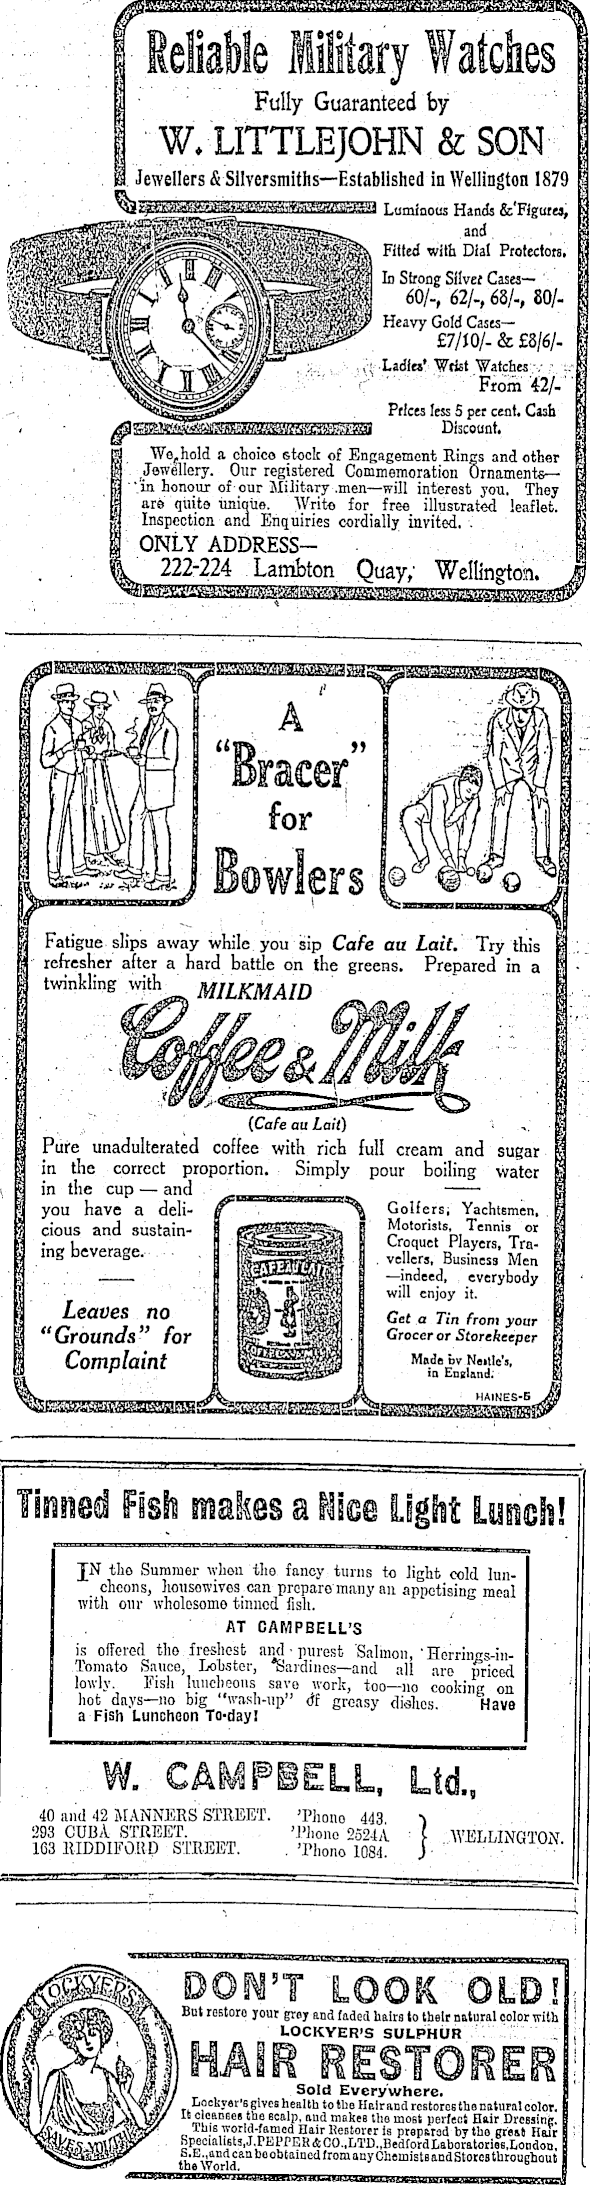 Reliable Military Watches
Fully Guaranteed by
W. LITTLEJOHN & SON
Jewellers & Silversmiths—Established in Wellington 1879
Luminous Hands & Figures,
and
Fitted with Dial Protectors.
In Strong Silver Cases—
60/-, 62/-, 68/-, 80/-
Heavy Gold Cases—
£7/10/- & £8/6/-
Ladies' Wrist Watches
From 42/-
Prices less 5 per cent. Cash
Discount.
We hold a choice stock of Engagement Rings and other
Jewellery. Our registered Commemoration Ornaments—
in honour of our Military men—will interest you. They
are quite unique. Write for free illustrated leaflet.
Inspection and Enquiries cordially invited.
ONLY ADDRESS—
222-224 Lambton Quay, Wellington.
A
"Bracer"
for
Bowlers
Fatigue slips away while you sip Cafe au Lait. Try this
refresher after a hard battle on the greens. Prepared in a
twinkling with MILKMAID
Coffee & Milk
(Cafe au Lait)
Pure unadulterated coffee with rich full cream and sugar
in the correct proportion. Simply pour boiling water
in the cup — and
you have a deli-
cious and sustain-
ing beverage.
Leaves no
"Grounds" for
Complaint
CAFE AU LAIT
Golfers, Yachtsmen,
Motorists, Tennis or
Croquet Players, Tra-
vellers, Business Men
—indeed, everybody
will enjoy it.
Get a Tin from your
Grocer or Storekeeper
Made by Nestle's,
in England.
HAINES-5
Tinned Fish makes a Nice Light Lunch!
IN the Summer when the fancy turns to light cold lun-
cheons, housewives can prepare many an appetising meal
with our wholesome tinned fish.
AT CAMPBELL'S
is offered the freshest and purest Salmon, Herrings-in-
Tomato Sauce, Lobster, Sardines—and all are priced
lowly. Fish luncheons save work, too—no cooking on
hot days—no big "wash-up" of greasy dishes. Have
a Fish Luncheon To-day!
W. CAMPBELL, Ltd.,
40 and 42 MANNERS STREET. 'Phone 443.
293 CUBA STREET. 'Phone 2524A } WELLINGTON.
163 RIDDIFORD STREET. 'Phone 1084.
LOCKYER'S
SAVES YOUTH
DON'T LOOK OLD!
But restore your grey and faded hairs to their natural color with
LOCKYER'S SULPHUR
HAIR RESTORER
Sold Everywhere.
Lockyer's gives health to the Hair and restores the natural color.
It cleanses the scalp, and makes the most perfect Hair Dressing.
This world-famed Hair Restorer is prepared by the great Hair
Specialists, J. PEPPER & CO., LTD., Bedford Laboratories, London,
S.E., and can be obtained from any Chemists and Stores throughout
the World.